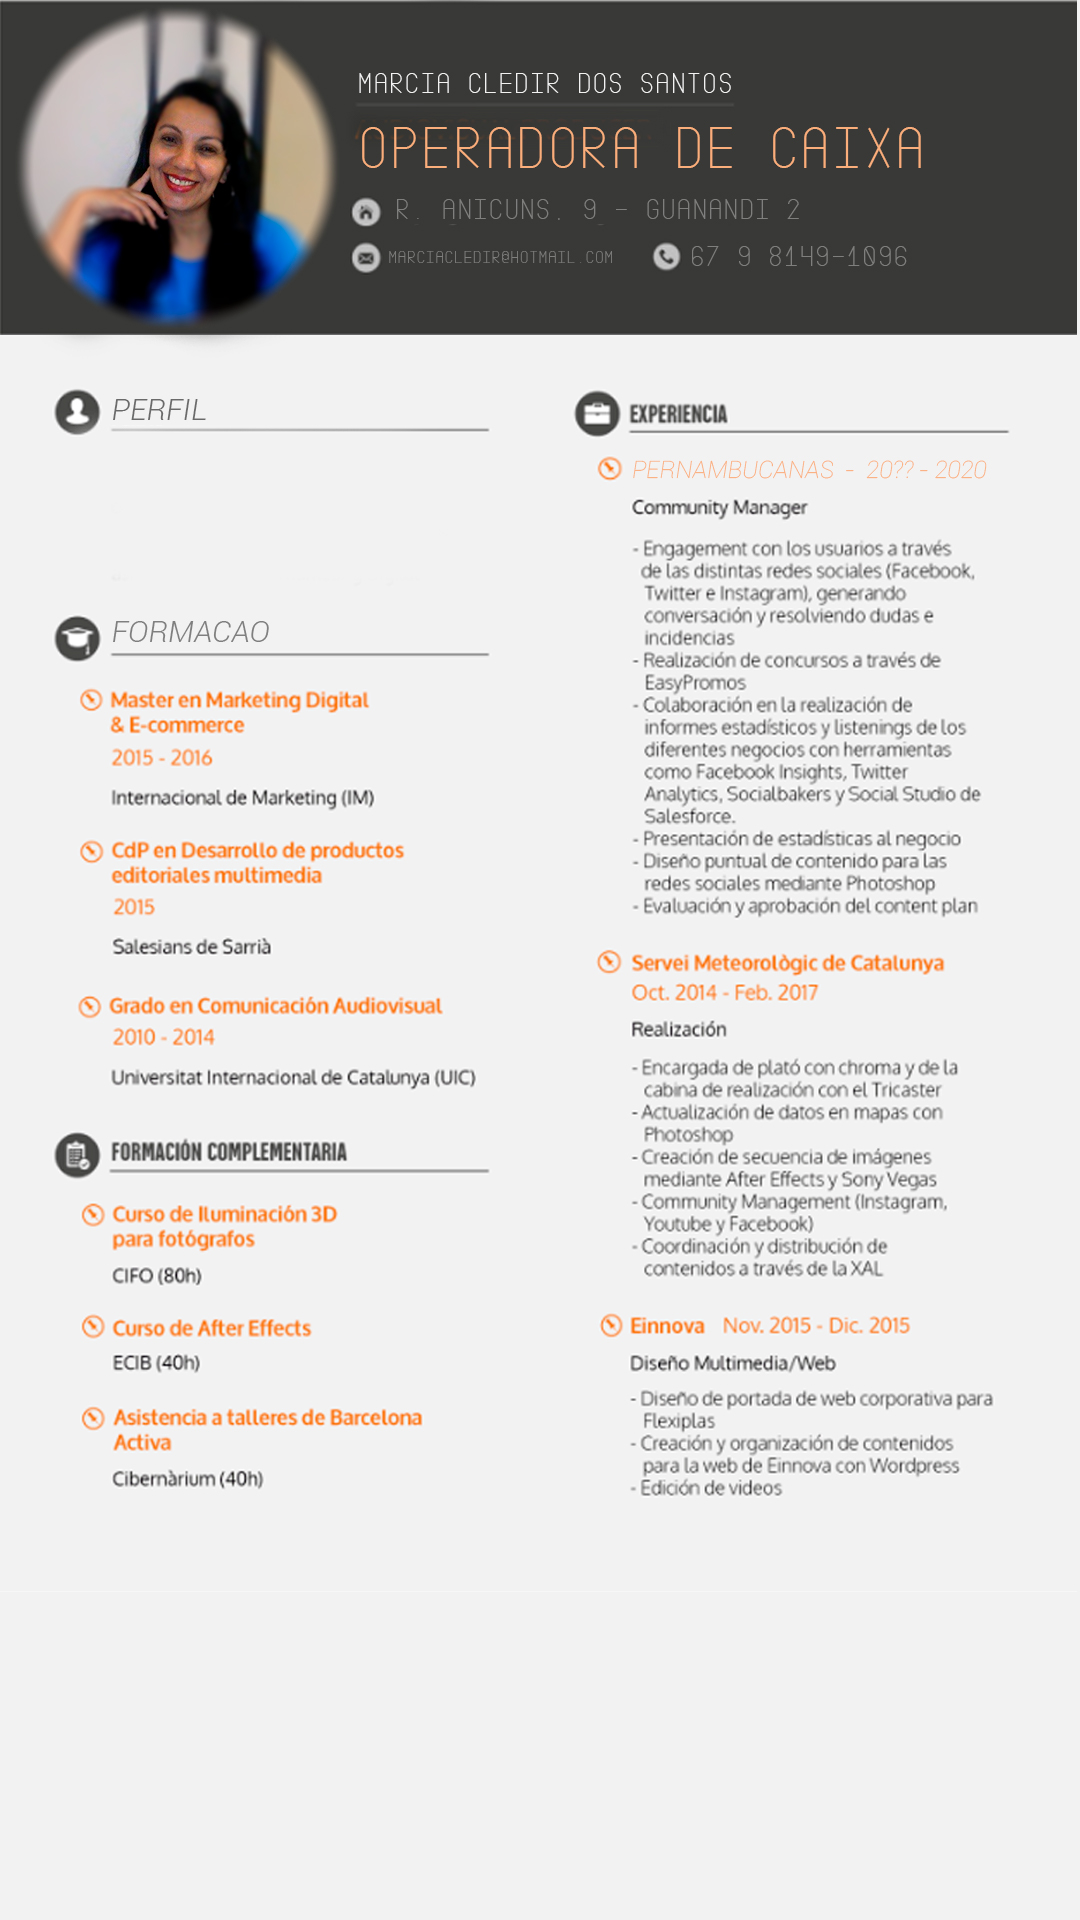 MARCIA CLEDIR DOS SANTOS
OPERADORA DE CAIXA
R. ANICUNS, 9 - GUANANDI 2
MARCIACLEDIR@HOTMAIL.COM
67 9 8149-1096
PERFIL
FORMACAO
Master en Marketing Digital
& E-commerce
2015 - 2016
Internacional de Marketing (IM)
CdP en Desarrollo de productos
editoriales multimedia
2015
Salesians de Sarrià
Grado en Comunicación Audiovisual
2010 - 2014
Universitat Internacional de Catalunya (UIC)
FORMACIÓN COMPLEMENTARIA
Curso de Iluminación 3D
para fotógrafos
CIFO (80h)
Curso de After Effects
ECIB (40h)
Asistencia a talleres de Barcelona
Activa
Cibernàrium (40h)
EXPERIENCIA
PERNAMBUCANAS - 20?? - 2020
Community Manager
- Engagement con los usuarios a través
de las distintas redes sociales (Facebook,
Twitter e Instagram), generando
conversación y resolviendo dudas e
incidencias
- Realización de concursos a través de
EasyPromos
- Colaboración en la realización de
informes estadísticos y listenings de los
diferentes negocios con herramientas
como Facebook Insights, Twitter
Analytics, Socialbakers y Social Studio de
Salesforce.
- Presentación de estadísticas al negocio
- Diseño puntual de contenido para las
redes sociales mediante Photoshop
- Evaluación y aprobación del content plan
Servei Meteorològic de Catalunya
Oct. 2014 - Feb. 2017
Realización
- Encargada de plató con chroma y de la
cabina de realización con el Tricaster
- Actualización de datos en mapas con
Photoshop
- Creación de secuencia de imágenes
mediante After Effects y Sony Vegas
- Community Management (Instagram,
Youtube y Facebook)
- Coordinación y distribución de
contenidos a través de la XAL
Einnova Nov. 2015 - Dic. 2015
Diseño Multimedia/Web
- Diseño de portada de web corporativa para
Flexiplas
- Creación y organización de contenidos
para la web de Einnova con Wordpress
- Edición de videos